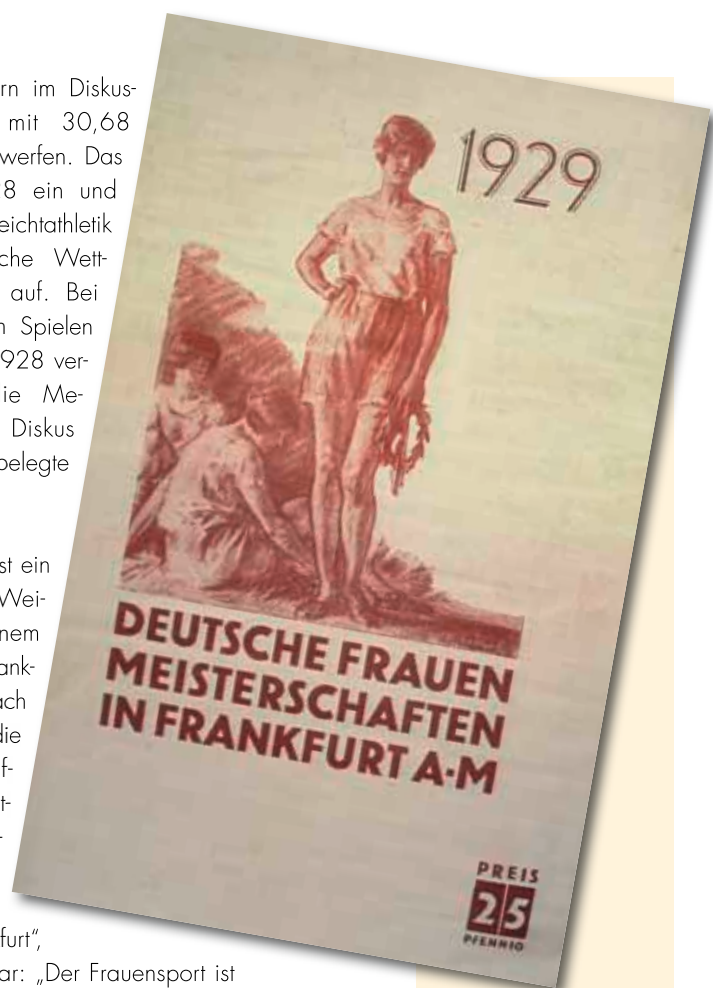 rn im Diskus-
mit 30,68
werfen. Das
8 ein und
eichtathletik
che Wett-
auf. Bei
n Spielen
928 ver-
ie Me-
Diskus
belegte
st ein
Wei-
nem
ank-
ach
die
f-
t-
-
furt“,
ar: „Der Frauensport ist
1929
DEUTSCHE FRAUEN
MEISTERSCHAFTEN
IN FRANKFURT A·M
PREIS
25
PFENNIG